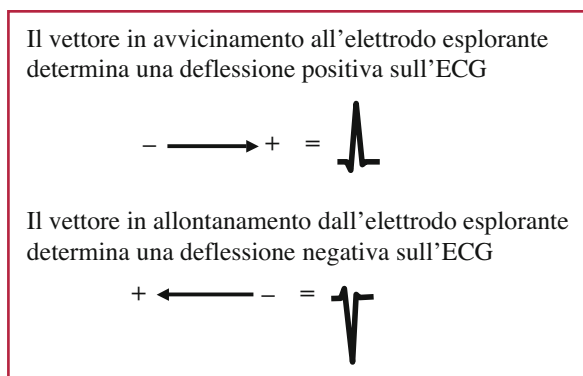 Il vettore in avvicinamento all'elettrodo esplorante
determina una deflessione positiva sull'ECG
– + =
Il vettore in allontanamento dall'elettrodo esplorante
determina una deflessione negativa sull'ECG
+ – =